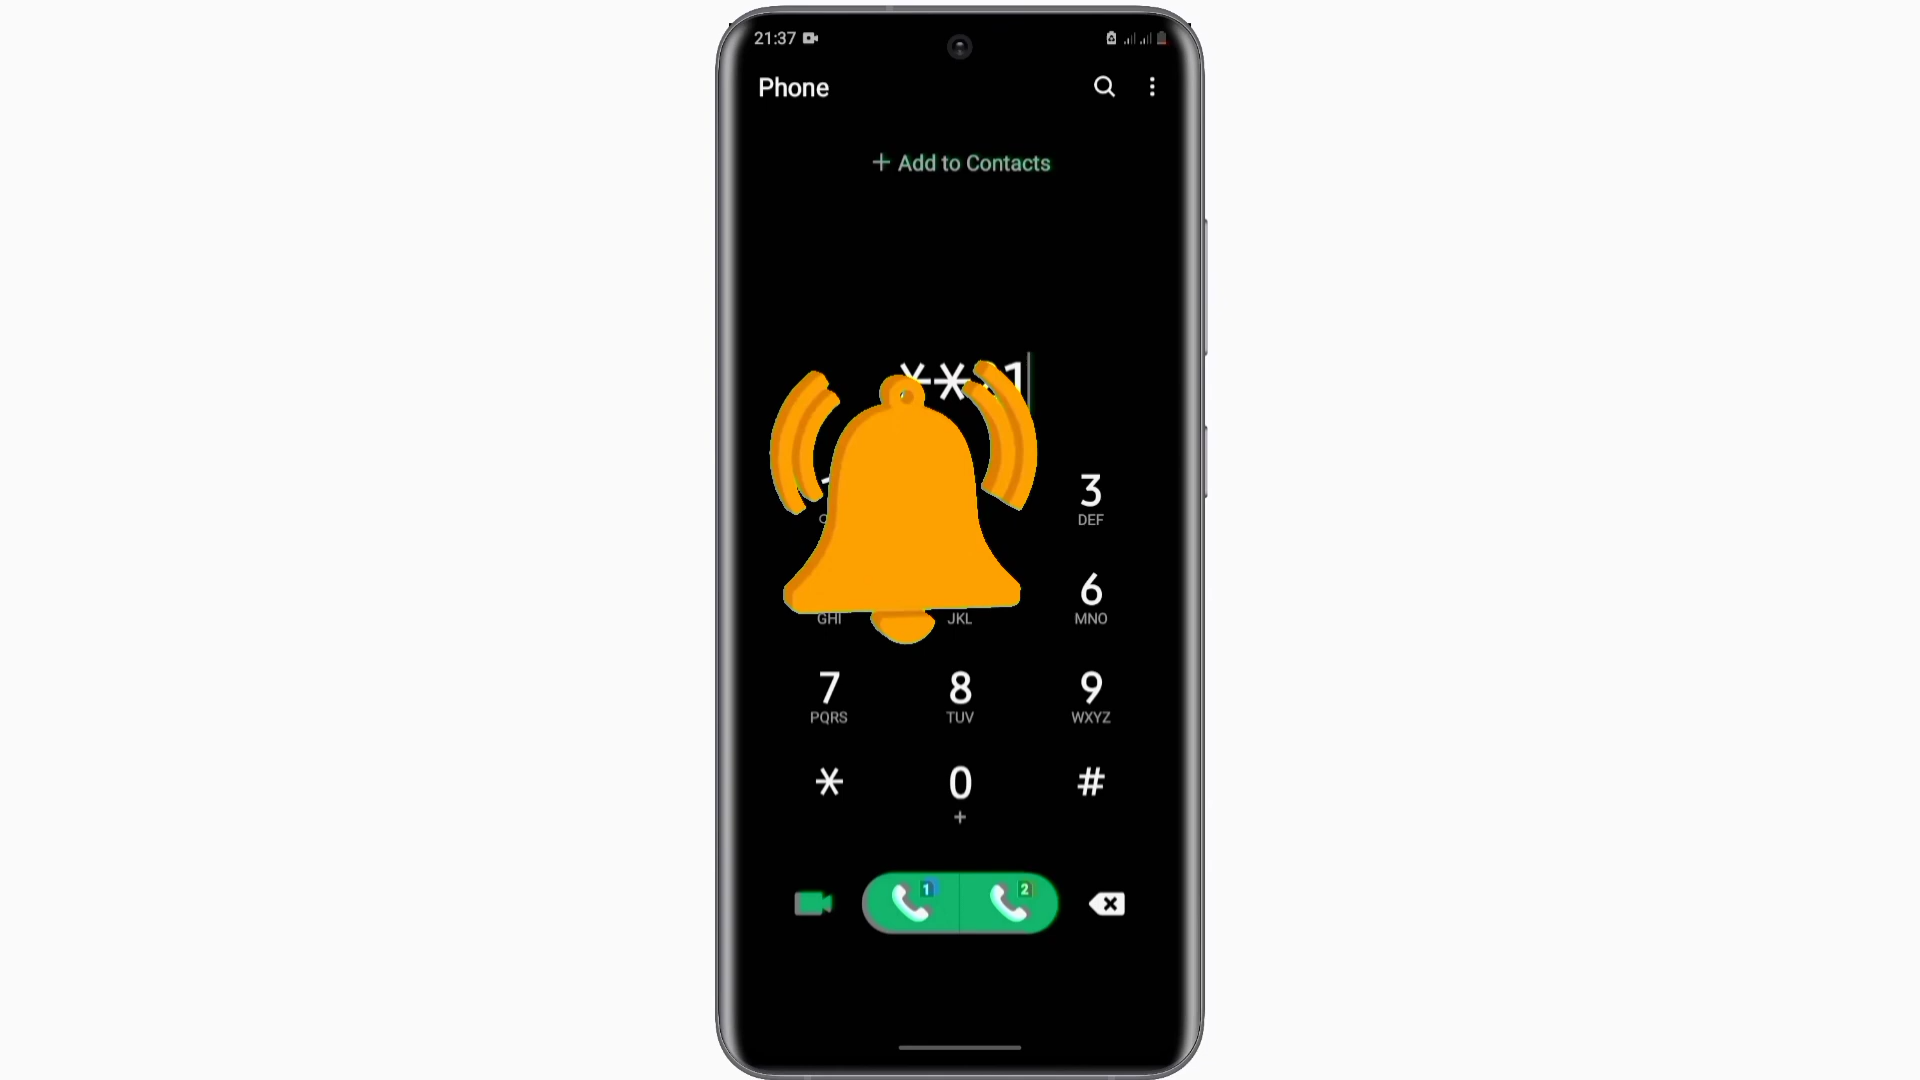 21:37
Phone
+ Add to Contacts
3
DEF
6
GHI JKL MNO
7 8 9
PQRS TUV WXYZ
* 0 #
+
1 2